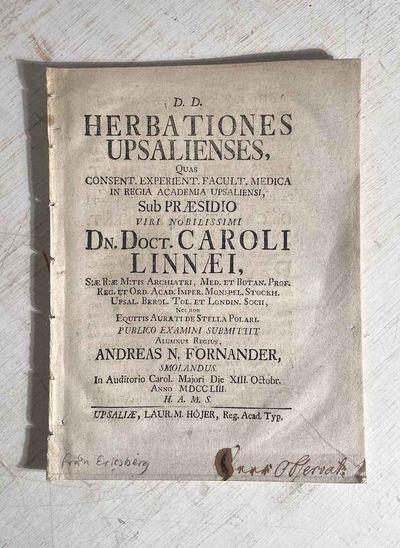 D. D.
HERBATIONES
UPSALIENSES,
QUAS
CONSENT. EXPERIENT. FACULT. MEDICA
IN REGIA ACADEMIA UPSALIENSI,
SUB PRÆSIDIO
VIRI NOBILISSIMI
DN. DOCT. CAROLI
LINNÆI,
S:Æ R:Æ M:TIS ARCHIATRI, MED. ET BOTAN. PROF.
REG. ET ORD. ACAD. IMPER. MONSPEL. STOCKH.
UPSAL. BEROL. TOL. ET LONDIN. SOCII,
NEC NON
EQUITIS AURATI DE STELLA POLARI.
PUBLICO EXAMINI SUBMITTIT
ALUMNUS REGIUS,
ANDREAS N. FORNANDER,
SMOLANDUS.
In Auditorio Carol. Majori Die XIII. Octobr.
ANNO MDCCLIII.
H. A. M. S.
UPSALIÆ, LAUR. M. HÖJER, Reg. Acad. Typ.
från Ericsberg